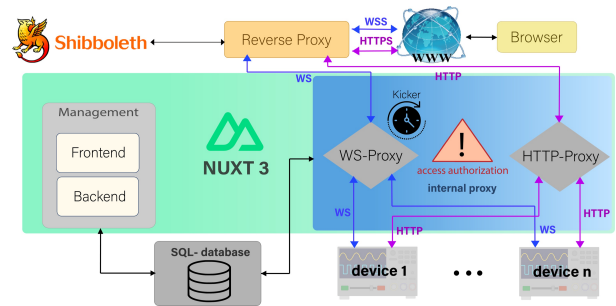 Shibboleth
Reverse Proxy
WSS
HTTPS
WWW
Browser
WS
HTTP
Management
Kicker
Frontend
NUXT 3
WS-Proxy
HTTP-Proxy
access authorization
internal proxy
Backend
WS
HTTP
WS
HTTP
SQL- database
device 1
device n